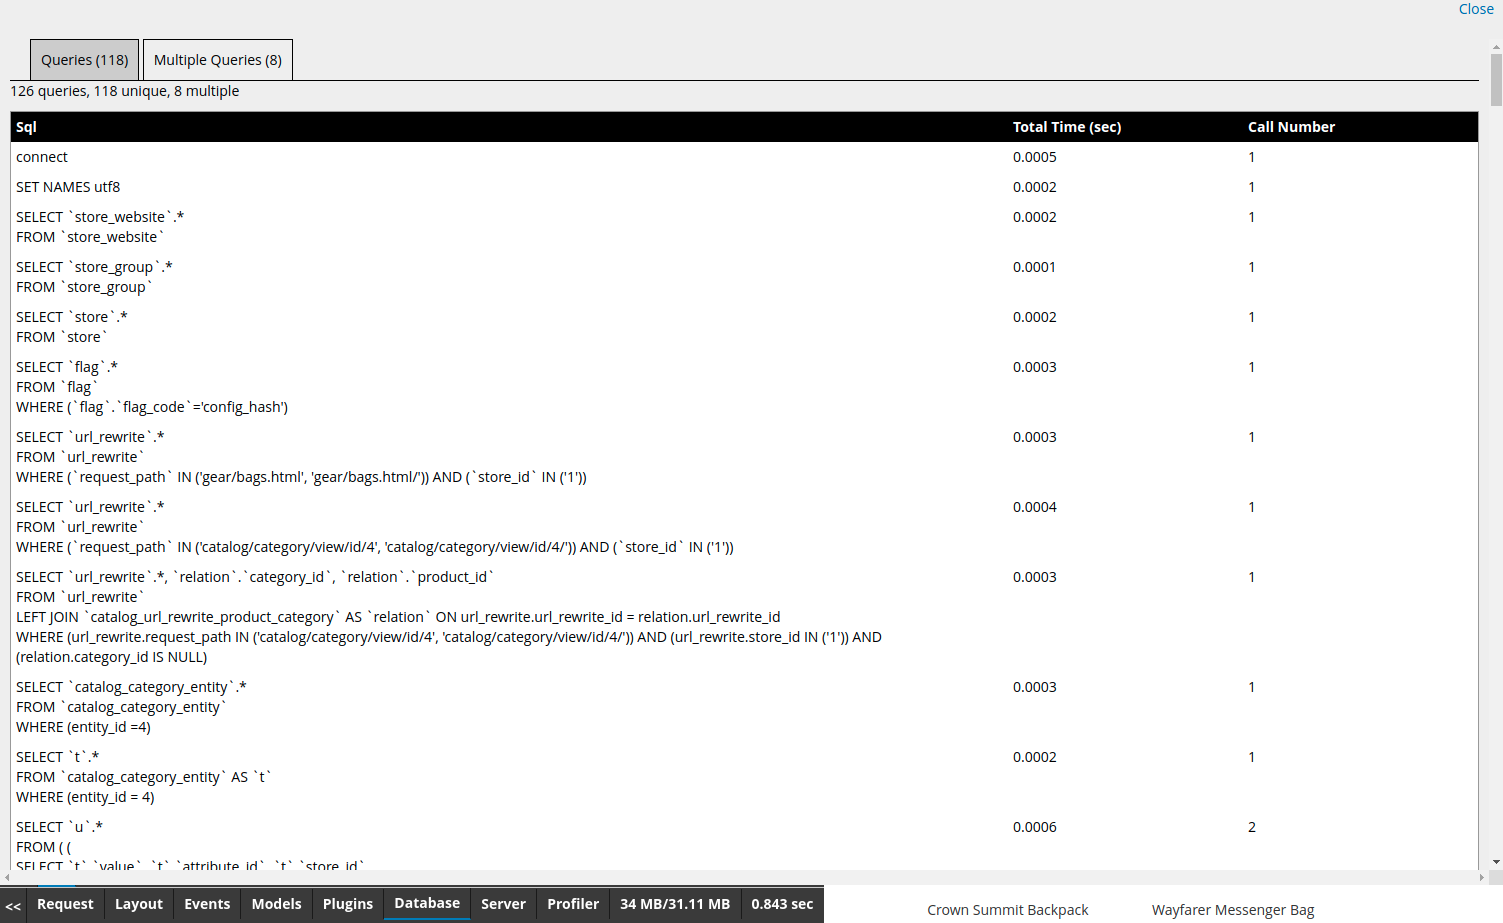 Close
Queries (118) Multiple Queries (8)
126 queries, 118 unique, 8 multiple
Sql Total Time (sec) Call Number
connect 0.0005 1
SET NAMES utf8 0.0002 1
SELECT `store_website`.* 0.0002 1
FROM `store_website`
SELECT `store_group`.* 0.0001 1
FROM `store_group`
SELECT `store`.* 0.0002 1
FROM `store`
SELECT `flag`.* 0.0003 1
FROM `flag`
WHERE (`flag`.`flag_code`='config_hash')
SELECT `url_rewrite`.* 0.0003 1
FROM `url_rewrite`
WHERE (`request_path` IN ('gear/bags.html', 'gear/bags.html/')) AND (`store_id` IN ('1'))
SELECT `url_rewrite`.* 0.0004 1
FROM `url_rewrite`
WHERE (`request_path` IN ('catalog/category/view/id/4', 'catalog/category/view/id/4/')) AND (`store_id` IN ('1'))
SELECT `url_rewrite`.*, `relation`.`category_id`, `relation`.`product_id` 0.0003 1
FROM `url_rewrite`
LEFT JOIN `catalog_url_rewrite_product_category` AS `relation` ON url_rewrite.url_rewrite_id = relation.url_rewrite_id
WHERE (url_rewrite.request_path IN ('catalog/category/view/id/4', 'catalog/category/view/id/4/')) AND (url_rewrite.store_id IN ('1')) AND
(relation.category_id IS NULL)
SELECT `catalog_category_entity`.* 0.0003 1
FROM `catalog_category_entity`
WHERE (entity_id =4)
SELECT `t`.* 0.0002 1
FROM `catalog_category_entity` AS `t`
WHERE (entity_id = 4)
SELECT `u`.* 0.0006 2
FROM ( (
SELECT `t`.`value`, `t`.`attribute_id`, `t`.`store_id`
<< Request Layout Events Models Plugins Database Server Profiler 34 MB/31.11 MB 0.843 sec
Crown Summit Backpack Wayfarer Messenger Bag